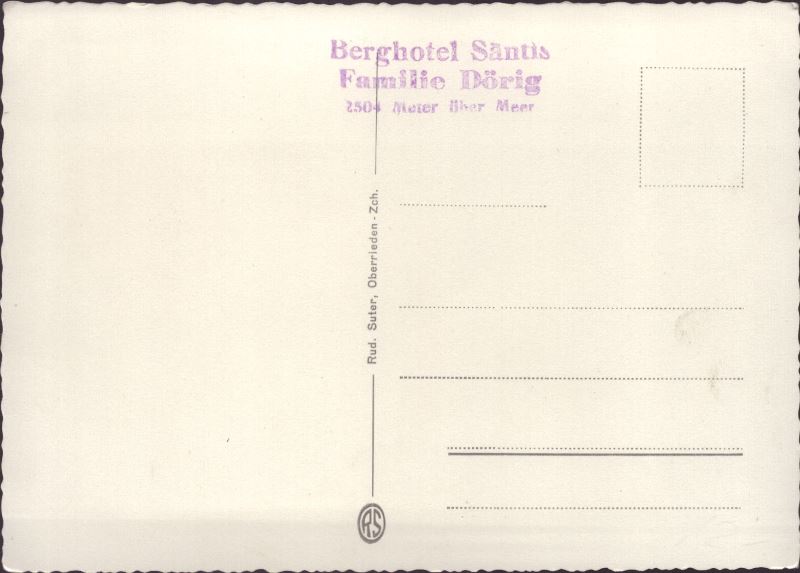 Berghotel Säntis
Familie Dörig
2504 Meter über Meer
Rud. Suter, Oberrieden - Zch.
RS